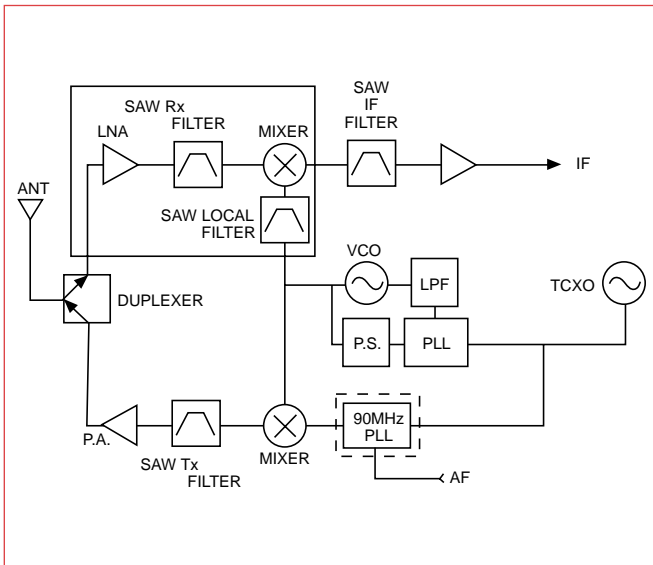 SAW
IF
FILTER
SAW Rx
FILTER
MIXER
LNA
IF
ANT
SAW LOCAL
FILTER
VCO
LPF
TCXO
DUPLEXER
P.S.
PLL
90MHz
PLL
P.A.
SAW Tx
FILTER
MIXER
AF